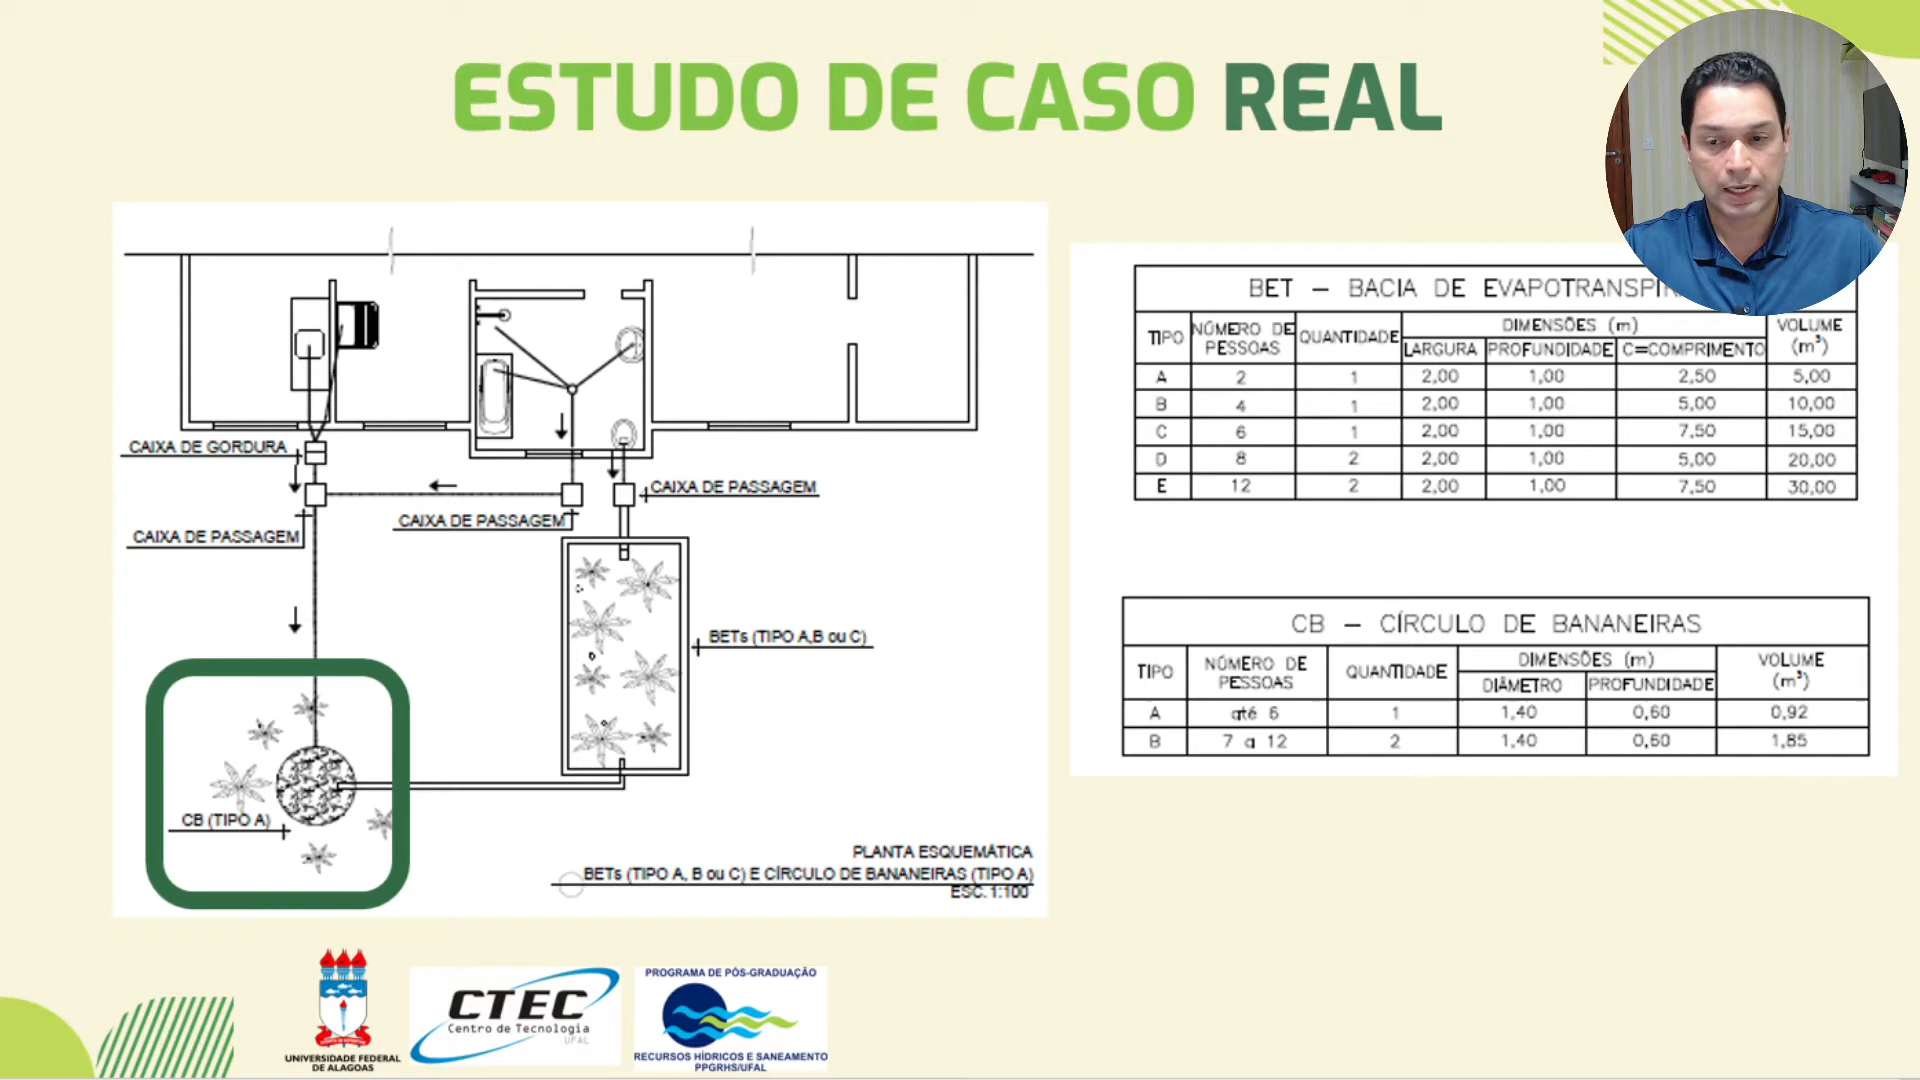 ESTUDO DE CASO REAL
CAIXA DE GORDURA
CAIXA DE PASSAGEM
CAIXA DE PASSAGEM
CAIXA DE PASSAGEM
BETs (TIPO A,B ou C)
CB (TIPO A)
PLANTA ESQUEMÁTICA
BETs (TIPO A, B ou C) E CÍRCULO DE BANANEIRAS (TIPO A)
ESC. 1:100
BET – BACIA DE
TIPO NÚMERO DE PESSOAS QUANTIDADE DIMENSÕES (m) VOLUME (m³)
LARGURA PROFUNDIDADE C=COMPRIMENTO
A 2 1 2,00 1,00 2,50 5,00
B 4 1 2,00 1,00 5,00 10,00
C 6 1 2,00 1,00 7,50 15,00
D 8 2 2,00 1,00 5,00 20,00
E 12 2 2,00 1,00 7,50 30,00
CB – CÍRCULO DE BANANEIRAS
TIPO NÚMERO DE PESSOAS QUANTIDADE DIMENSÕES (m) VOLUME (m³)
DIÂMETRO PROFUNDIDADE
A até 6 1 1,40 0,60 0,92
B 7 a 12 2 1,40 0,60 1,85
UNIVERSIDADE FEDERAL
DE ALAGOAS
CTEC
Centro de Tecnologia
UFAL
PROGRAMA DE PÓS-GRADUAÇÃO
RECURSOS HÍDRICOS E SANEAMENTO
PPGRHS/UFAL